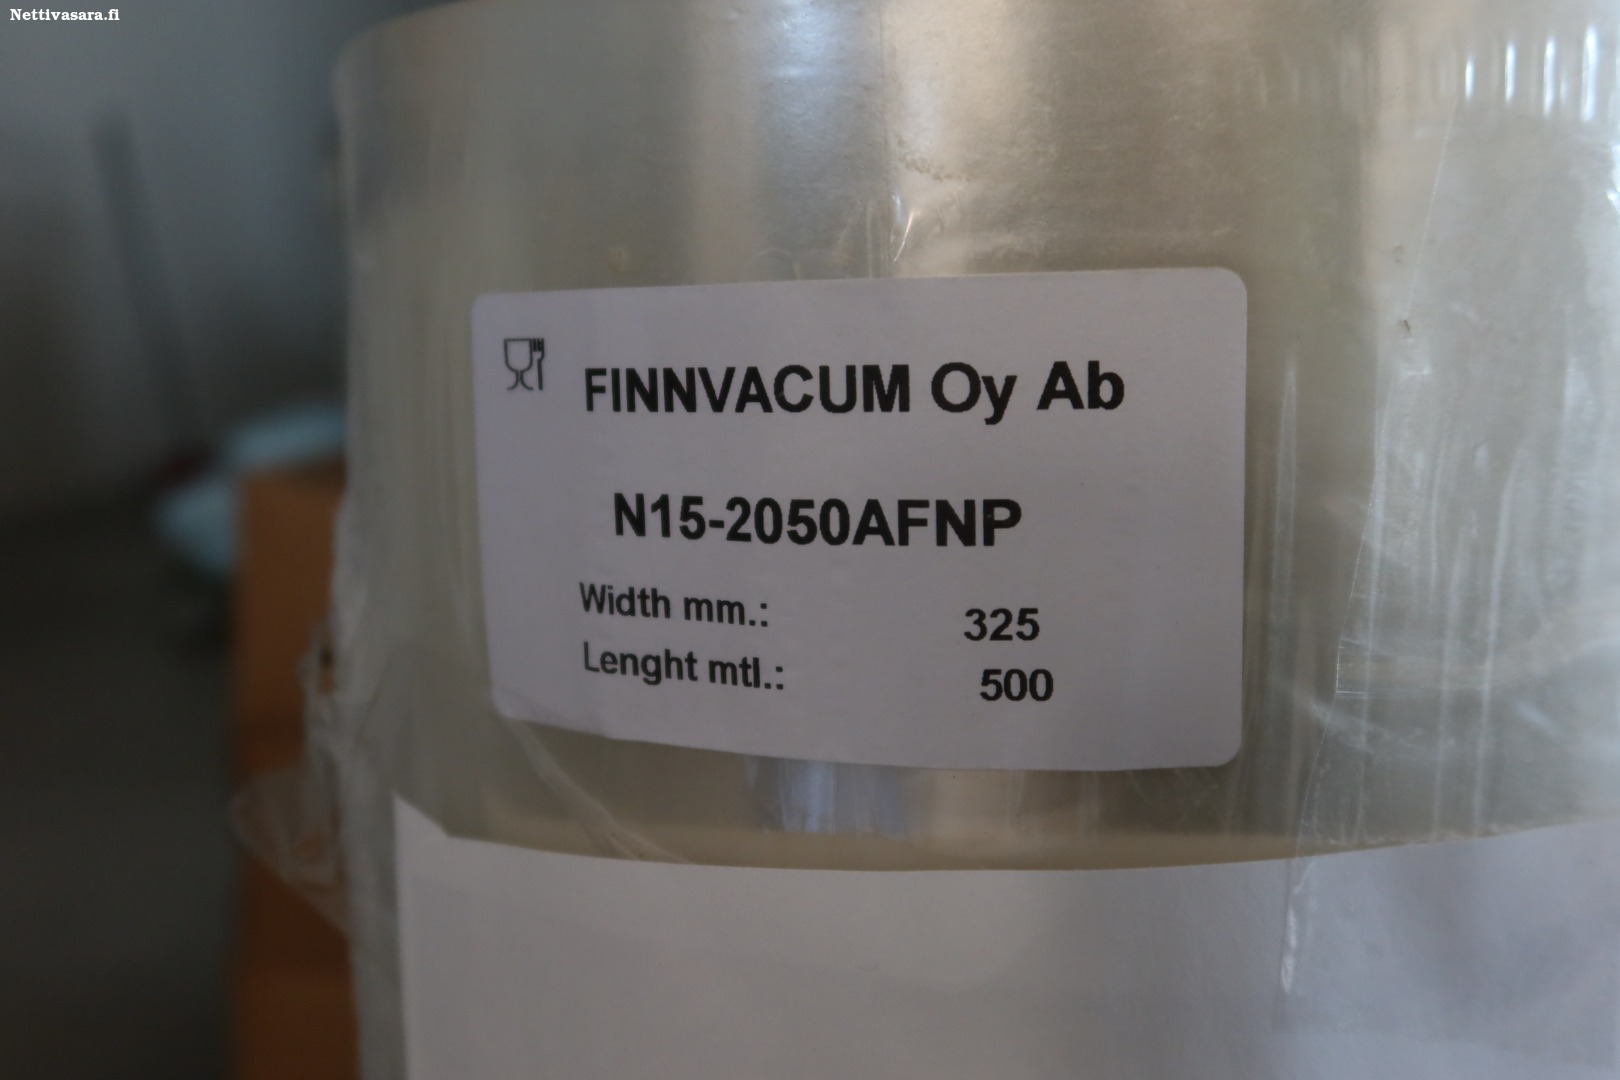 Nettivasara.fi
FINNVACUM Oy Ab
N15-2050AFNP
Width mm.: 325
Lenght mtl.: 500